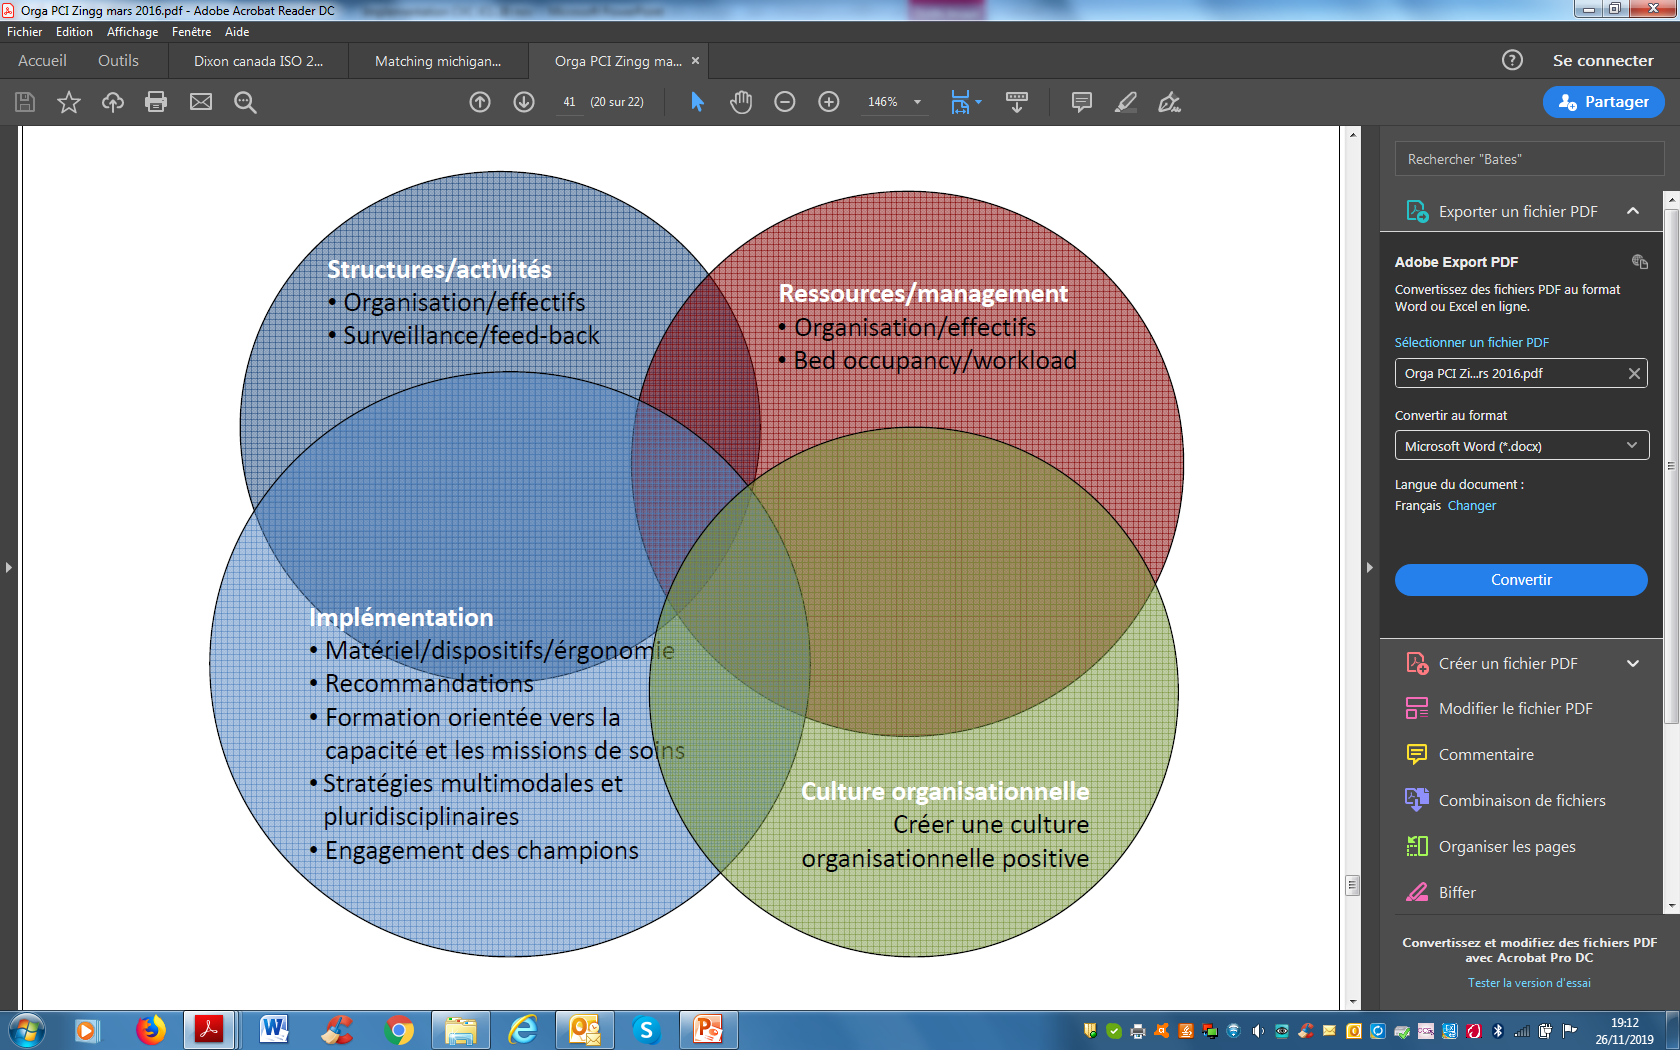 Orga PCI Zingg mars 2016.pdf - Adobe Acrobat Reader DC
Fichier Edition Affichage Fenêtre Aide
Accueil Outils Dixon canada ISO 2... Matching michigan... Orga PCI Zingg ma... × ? Se connecter
41 (20 sur 22) 146% Partager
Structures/activités
• Organisation/effectifs
• Surveillance/feed-back
Ressources/management
• Organisation/effectifs
• Bed occupancy/workload
Implémentation
• Matériel/dispositifs/érgonomie
• Recommandations
• Formation orientée vers la
capacité et les missions de soins
• Stratégies multimodales et
pluridisciplinaires
• Engagement des champions
Culture organisationnelle
Créer une culture
organisationnelle positive
Rechercher "Bates"
Exporter un fichier PDF
Adobe Export PDF
Convertissez des fichiers PDF au format
Word ou Excel en ligne.
Sélectionner un fichier PDF
Orga PCI Zi...rs 2016.pdf
Convertir au format
Microsoft Word (*.docx)
Langue du document :
Français Changer
Convertir
Créer un fichier PDF
Modifier le fichier PDF
Commentaire
Combinaison de fichiers
Organiser les pages
Biffer
Convertissez et modifiez des fichiers PDF
avec Acrobat Pro DC
Tester la version d'essai
19:12
26/11/2019